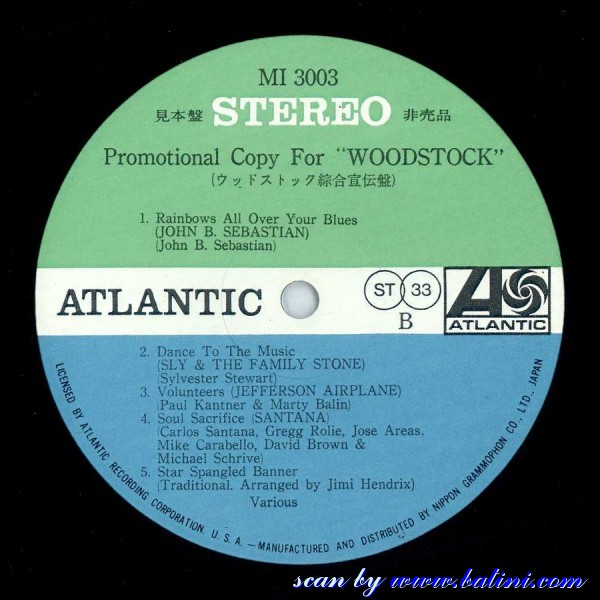 MI 3003
見本盤 STEREO 非売品
Promotional Copy For "WOODSTOCK"
(ウッドストック綜合宣伝盤)
1. Rainbows All Over Your Blues
(JOHN B. SEBASTIAN)
(John B. Sebastian)
ATLANTIC
ST 33
B
ATLANTIC
2. Dance To The Music
(SLY & THE FAMILY STONE)
(Sylvester Stewart)
3. Volunteers (JEFFERSON AIRPLANE)
(Paul Kantner & Marty Balin)
4. Soul Sacrifice (SANTANA)
(Carlos Santana, Gregg Rolie, Jose Areas,
Mike Carabello, David Brown &
Michael Schrive)
5. Star Spangled Banner
(Traditional. Arranged by Jimi Hendrix)
Various
LICENSED BY ATLANTIC RECORDING CORPORATION, U. S. A. — MANUFACTURED AND DISTRIBUTED BY NIPPON GRAMMOPHON CO., LTD., JAPAN
scan by www.batini.com